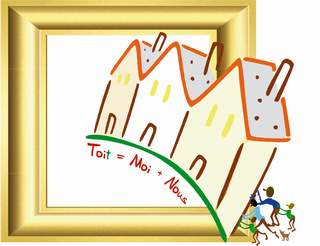 Toit = Moi + Nous